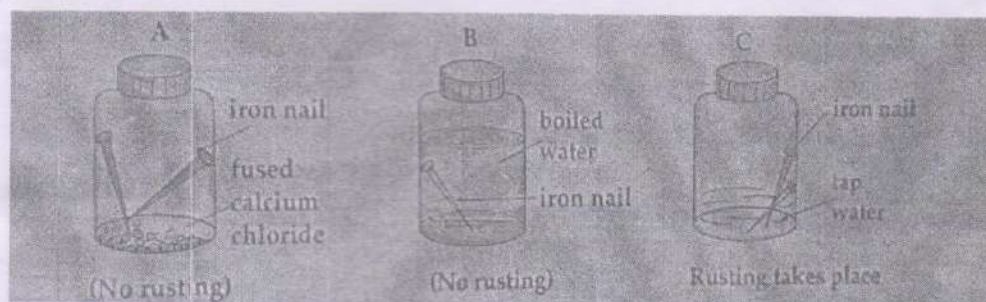 A
B
C
iron nail
fused
calcium
chloride
boiled
water
iron nail
iron nail
tap
water
(No rusting)
(No rusting)
Rusting takes place